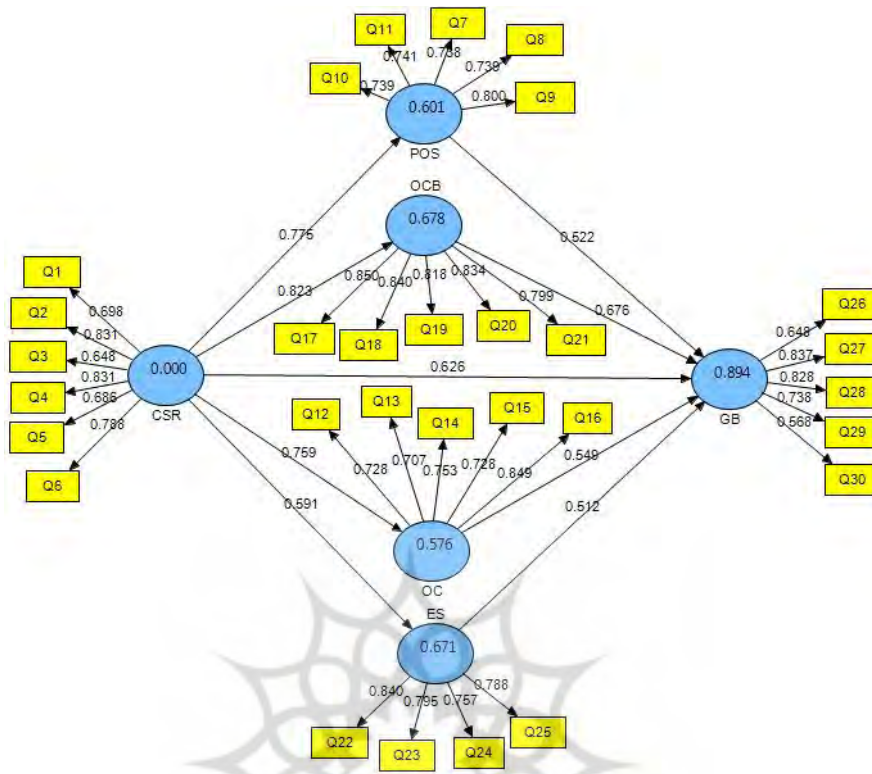 Q11
Q7
Q8
Q10
Q9
0.741
0.738
0.739
0.739
0.800
0.601
POS
OCB
0.678
0.775
0.522
0.823
0.850
0.840
0.818
0.834
0.799
0.676
Q17
Q18
Q19
Q20
Q21
Q1
Q2
Q3
Q4
Q5
Q6
0.698
0.831
0.648
0.831
0.686
0.788
0.000
CSR
0.626
Q26
Q27
Q28
Q29
Q30
0.648
0.837
0.828
0.738
0.568
0.894
GB
Q12
Q13
Q14
Q15
Q16
0.759
0.728
0.707
0.753
0.728
0.849
0.549
0.591
0.512
0.576
OC
ES
0.671
0.840
0.795
0.757
0.788
Q22
Q23
Q24
Q25